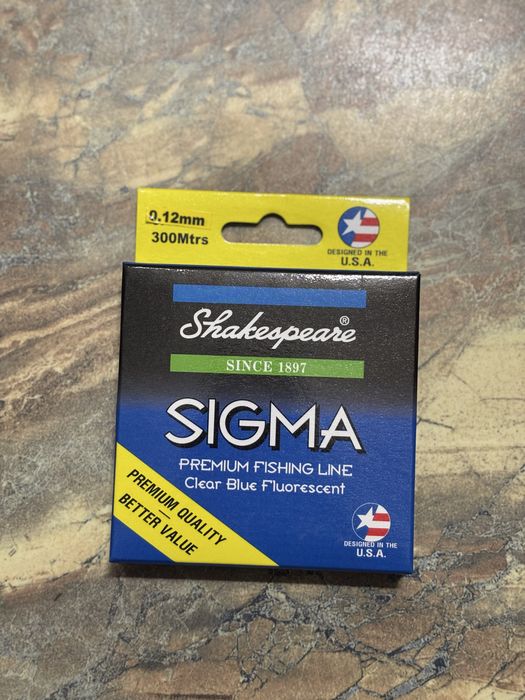 0.12mm
300Mtrs
DESIGNED IN THE
U.S.A.
Shakespeare®
SINCE 1897
SIGMA
PREMIUM FISHING LINE
Clear Blue Fluorescent
PREMIUM QUALITY
BETTER VALUE
DESIGNED IN THE
U.S.A.